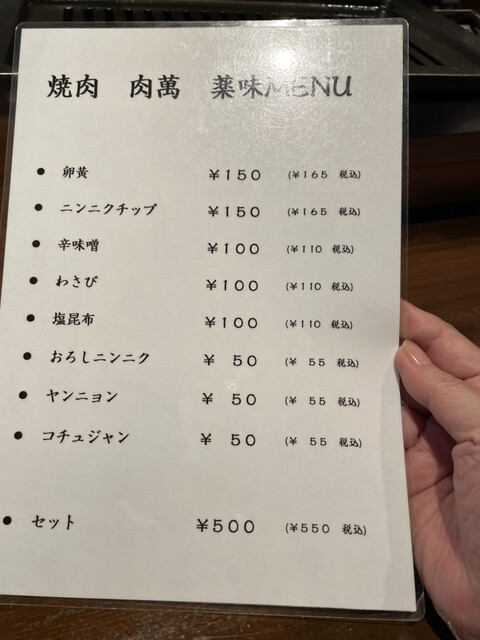 焼肉 肉萬 薬味MENU
● 卵黄 ￥150 (￥165 税込)
● ニンニクチップ ￥150 (￥165 税込)
● 辛味噌 ￥100 (￥110 税込)
● わさび ￥100 (￥110 税込)
● 塩昆布 ￥100 (￥110 税込)
● おろしニンニク ￥ 50 (￥ 55 税込)
● ヤンニョン ￥ 50 (￥ 55 税込)
● コチュジャン ￥ 50 (￥ 55 税込)
● セット ￥500 (￥550 税込)